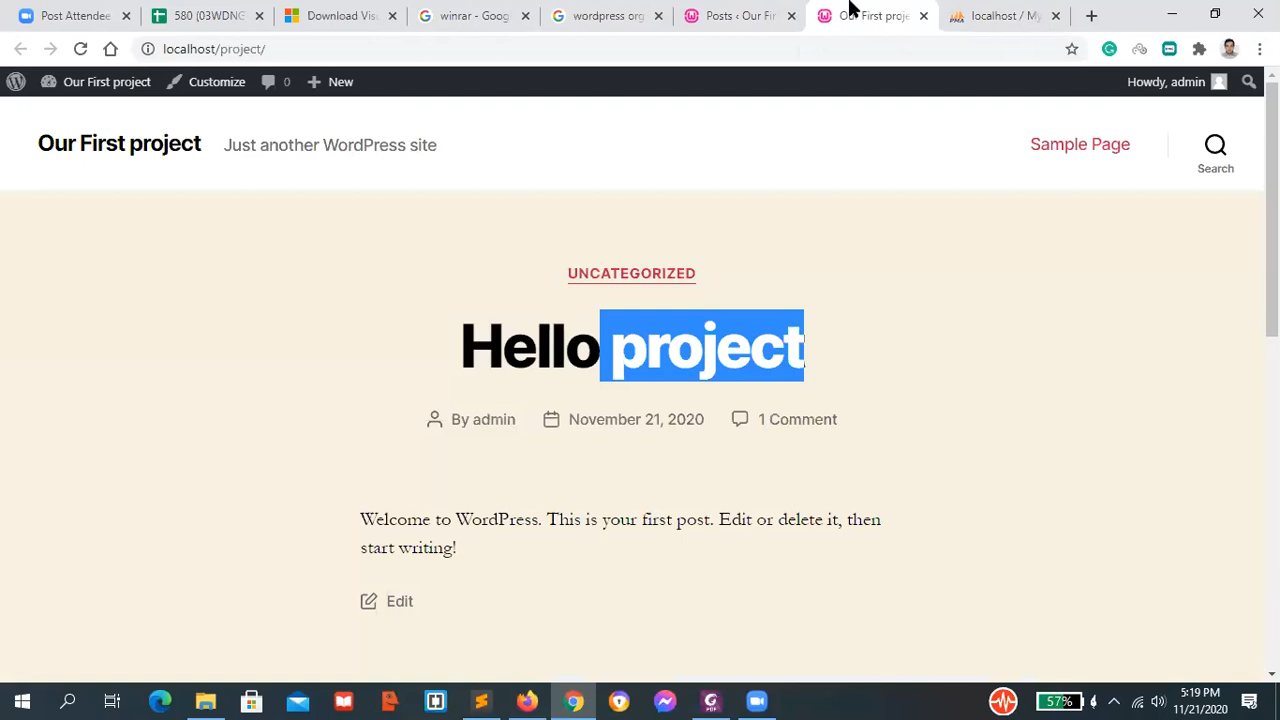 Post Attendee
580 (03WDNG
Download Vis
winrar - Goog
wordpress org
Posts ‹ Our Fir
Our First proje
localhost / My
localhost/project/
Our First project
Customize
0
New
Howdy, admin
Our First project
Just another WordPress site
Sample Page
Search
UNCATEGORIZED
Hello project
By admin
November 21, 2020
1 Comment
Welcome to WordPress. This is your first post. Edit or delete it, then
start writing!
Edit
57%
5:19 PM
11/21/2020